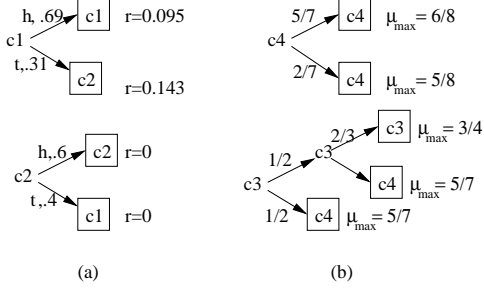 h, .69 c1 r=0.095
c1
t,.31 c2 r=0.143
h,.6 c2 r=0
c2
t,.4 c1 r=0
(a)
5/7 c4 μmax = 6/8
c4
2/7 c4 μmax = 5/8
2/3 c3 μmax = 3/4
1/2 c3
c4 μmax = 5/7
c3
1/2 c4 μmax = 5/7
(b)